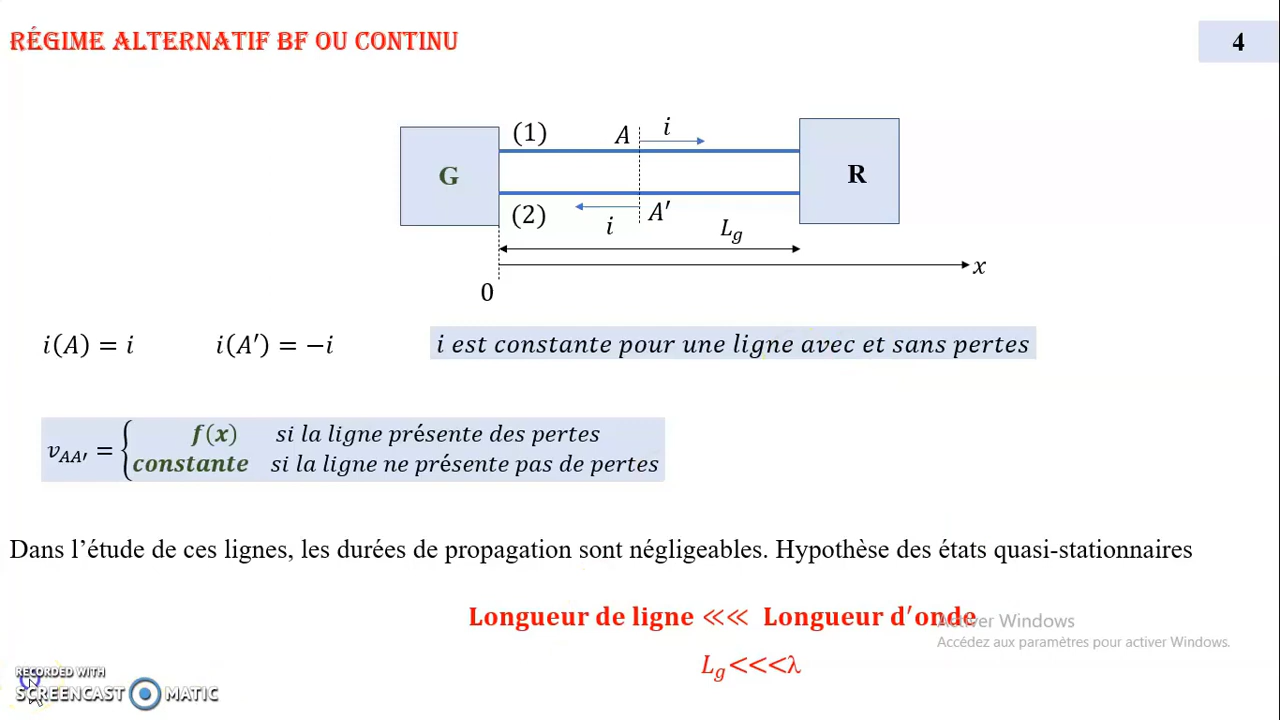 RÉGIME ALTERNATIF BF OU CONTINU
4
(1) A i
G R
(2) i A′ L_g
0 x
i(A) = i i(A′) = −i i est constante pour une ligne avec et sans pertes
v_AA′ = { f(x) si la ligne présente des pertes
constante si la ligne ne présente pas de pertes
Dans l’étude de ces lignes, les durées de propagation sont négligeables. Hypothèse des états quasi-stationnaires
Longueur de ligne ⋘ Longueur d′onde
Activer Windows
Accédez aux paramètres pour activer Windows.
L_g<<<λ
RECORDED WITH
SCREENCAST MATIC